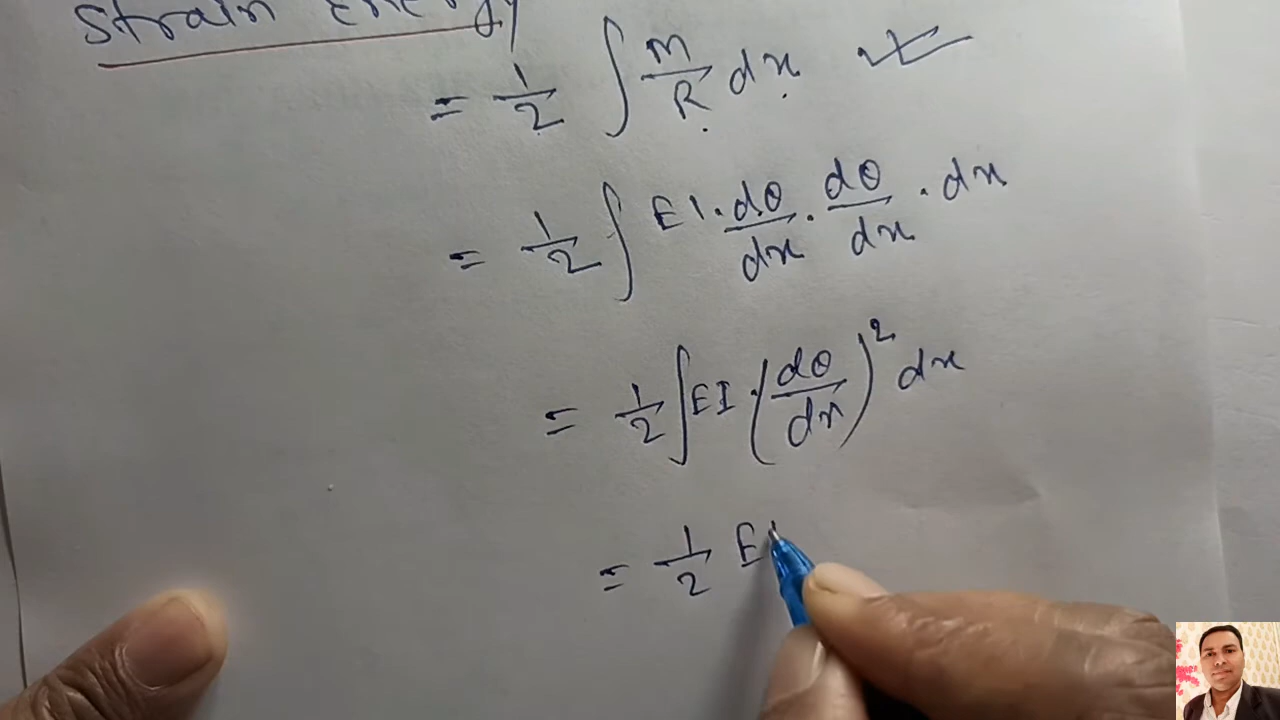 Strain Energy
= 1/2 ∫ M/R dx
= 1/2 ∫ EI · dθ/dx · dθ/dx · dx
= 1/2 ∫ EI · (dθ/dx)² dx
= 1/2 EI